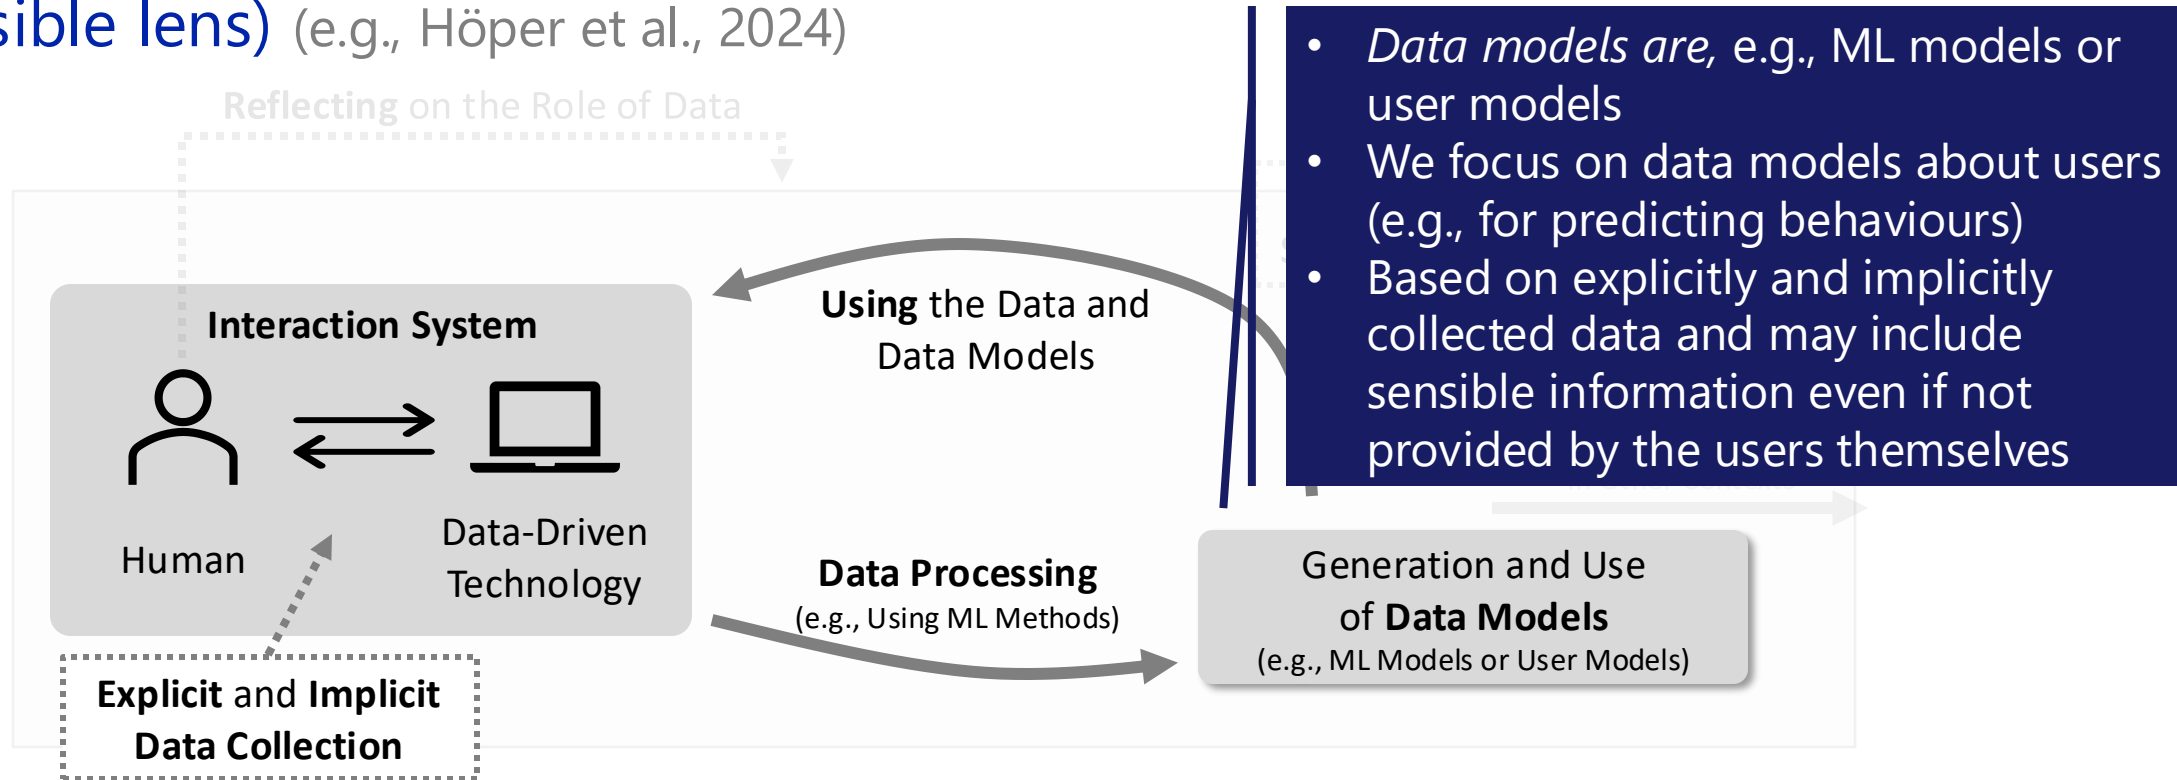 sible lens) (e.g., Höper et al., 2024)
Reflecting on the Role of Data
• Data models are, e.g., ML models or
user models
• We focus on data models about users
(e.g., for predicting behaviours)
• Based on explicitly and implicitly
collected data and may include
sensible information even if not
provided by the users themselves
Interaction System
Human
Data-Driven
Technology
Using the Data and
Data Models
Data Processing
(e.g., Using ML Methods)
Generation and Use
of Data Models
(e.g., ML Models or User Models)
Explicit and Implicit
Data Collection